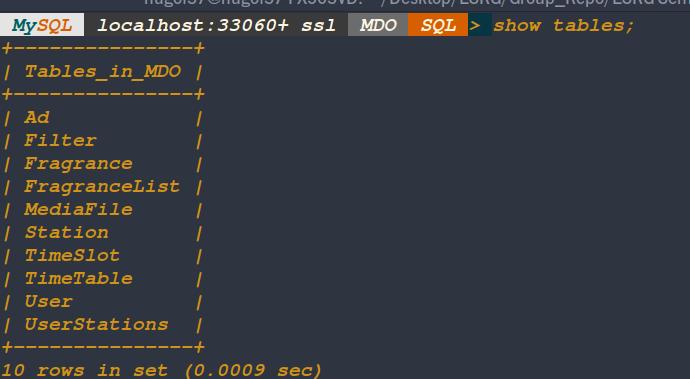 MySQL localhost:33060+ ssl MDO SQL > show tables;
+---------------+
| Tables_in_MDO |
+---------------+
| Ad            |
| Filter        |
| Fragrance     |
| FragranceList |
| MediaFile     |
| Station       |
| TimeSlot      |
| TimeTable     |
| User          |
| UserStations  |
+---------------+
10 rows in set (0.0009 sec)